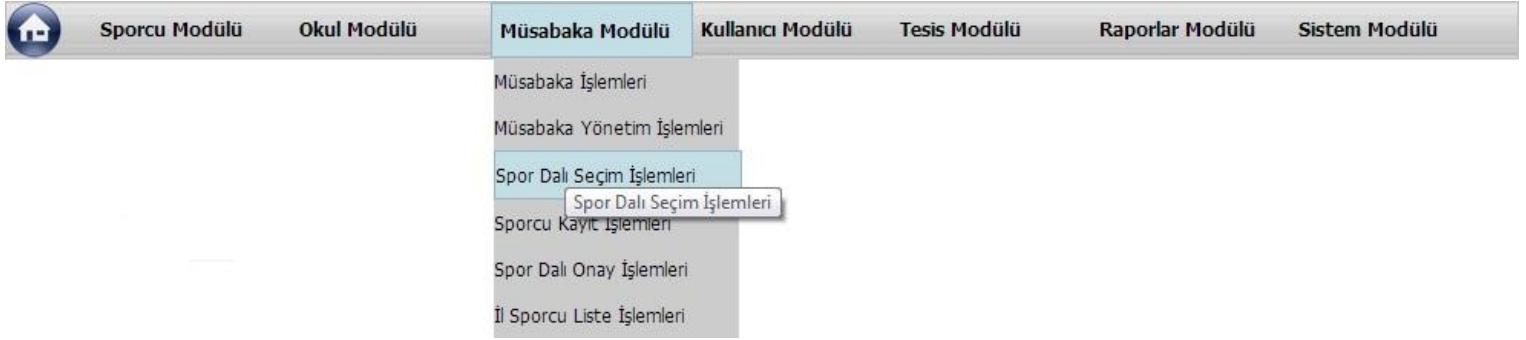 Sporcu Modülü Okul Modülü Müsabaka Modülü Kullanıcı Modülü Tesis Modülü Raporlar Modülü Sistem Modülü
Müsabaka İşlemleri
Müsabaka Yönetim İşlemleri
Spor Dalı Seçim İşlemleri
Spor Dalı Seçim İşlemleri
Sporcu Kayıt İşlemleri
Spor Dalı Onay İşlemleri
İl Sporcu Liste İşlemleri